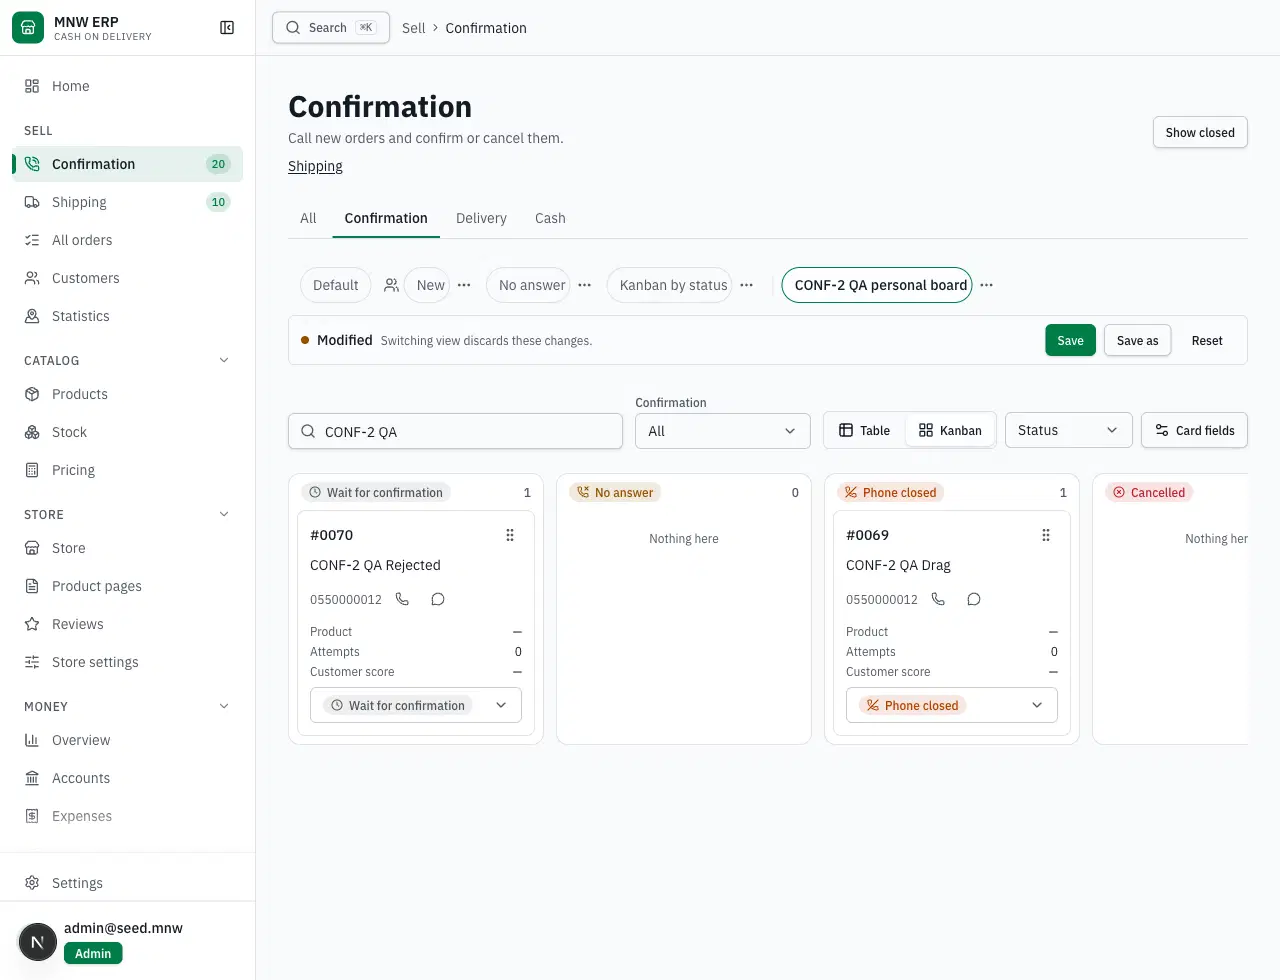 MNW ERP
CASH ON DELIVERY
Search ⌘K
Sell › Confirmation
Home
SELL
Confirmation 20
Shipping 10
All orders
Customers
Statistics
CATALOG
Products
Stock
Pricing
STORE
Store
Product pages
Reviews
Store settings
MONEY
Overview
Accounts
Expenses
Settings
N
admin@seed.mnw
Admin
Confirmation
Call new orders and confirm or cancel them.
Shipping
Show closed
All Confirmation Delivery Cash
Default New No answer Kanban by status CONF-2 QA personal board
Modified Switching view discards these changes. Save Save as Reset
Confirmation
CONF-2 QA All Table Kanban Status Card fields
Wait for confirmation 1
#0070
CONF-2 QA Rejected
0550000012
Product —
Attempts 0
Customer score —
Wait for confirmation
No answer 0
Nothing here
Phone closed 1
#0069
CONF-2 QA Drag
0550000012
Product —
Attempts 0
Customer score —
Phone closed
Cancelled
Nothing her